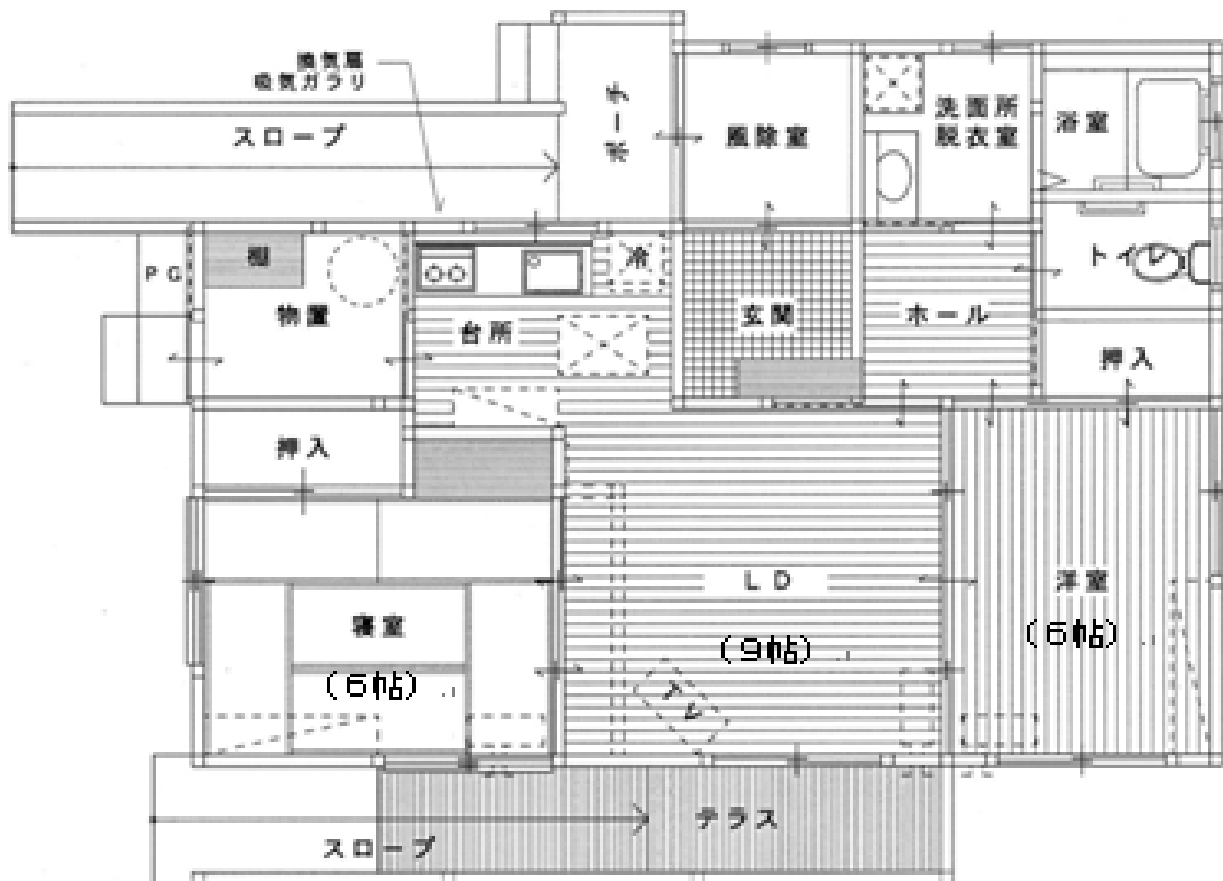 換気扇
吸気ガラリ
スロープ
ポーチ
風除室
洗面所
脱衣室
浴室
PG
棚
物置
冷
台所
玄関
ホール
トイレ
押入
押入
LD
(9帖)
洋室
(6帖)
寝室
(6帖)
TV
テラス
スロープ